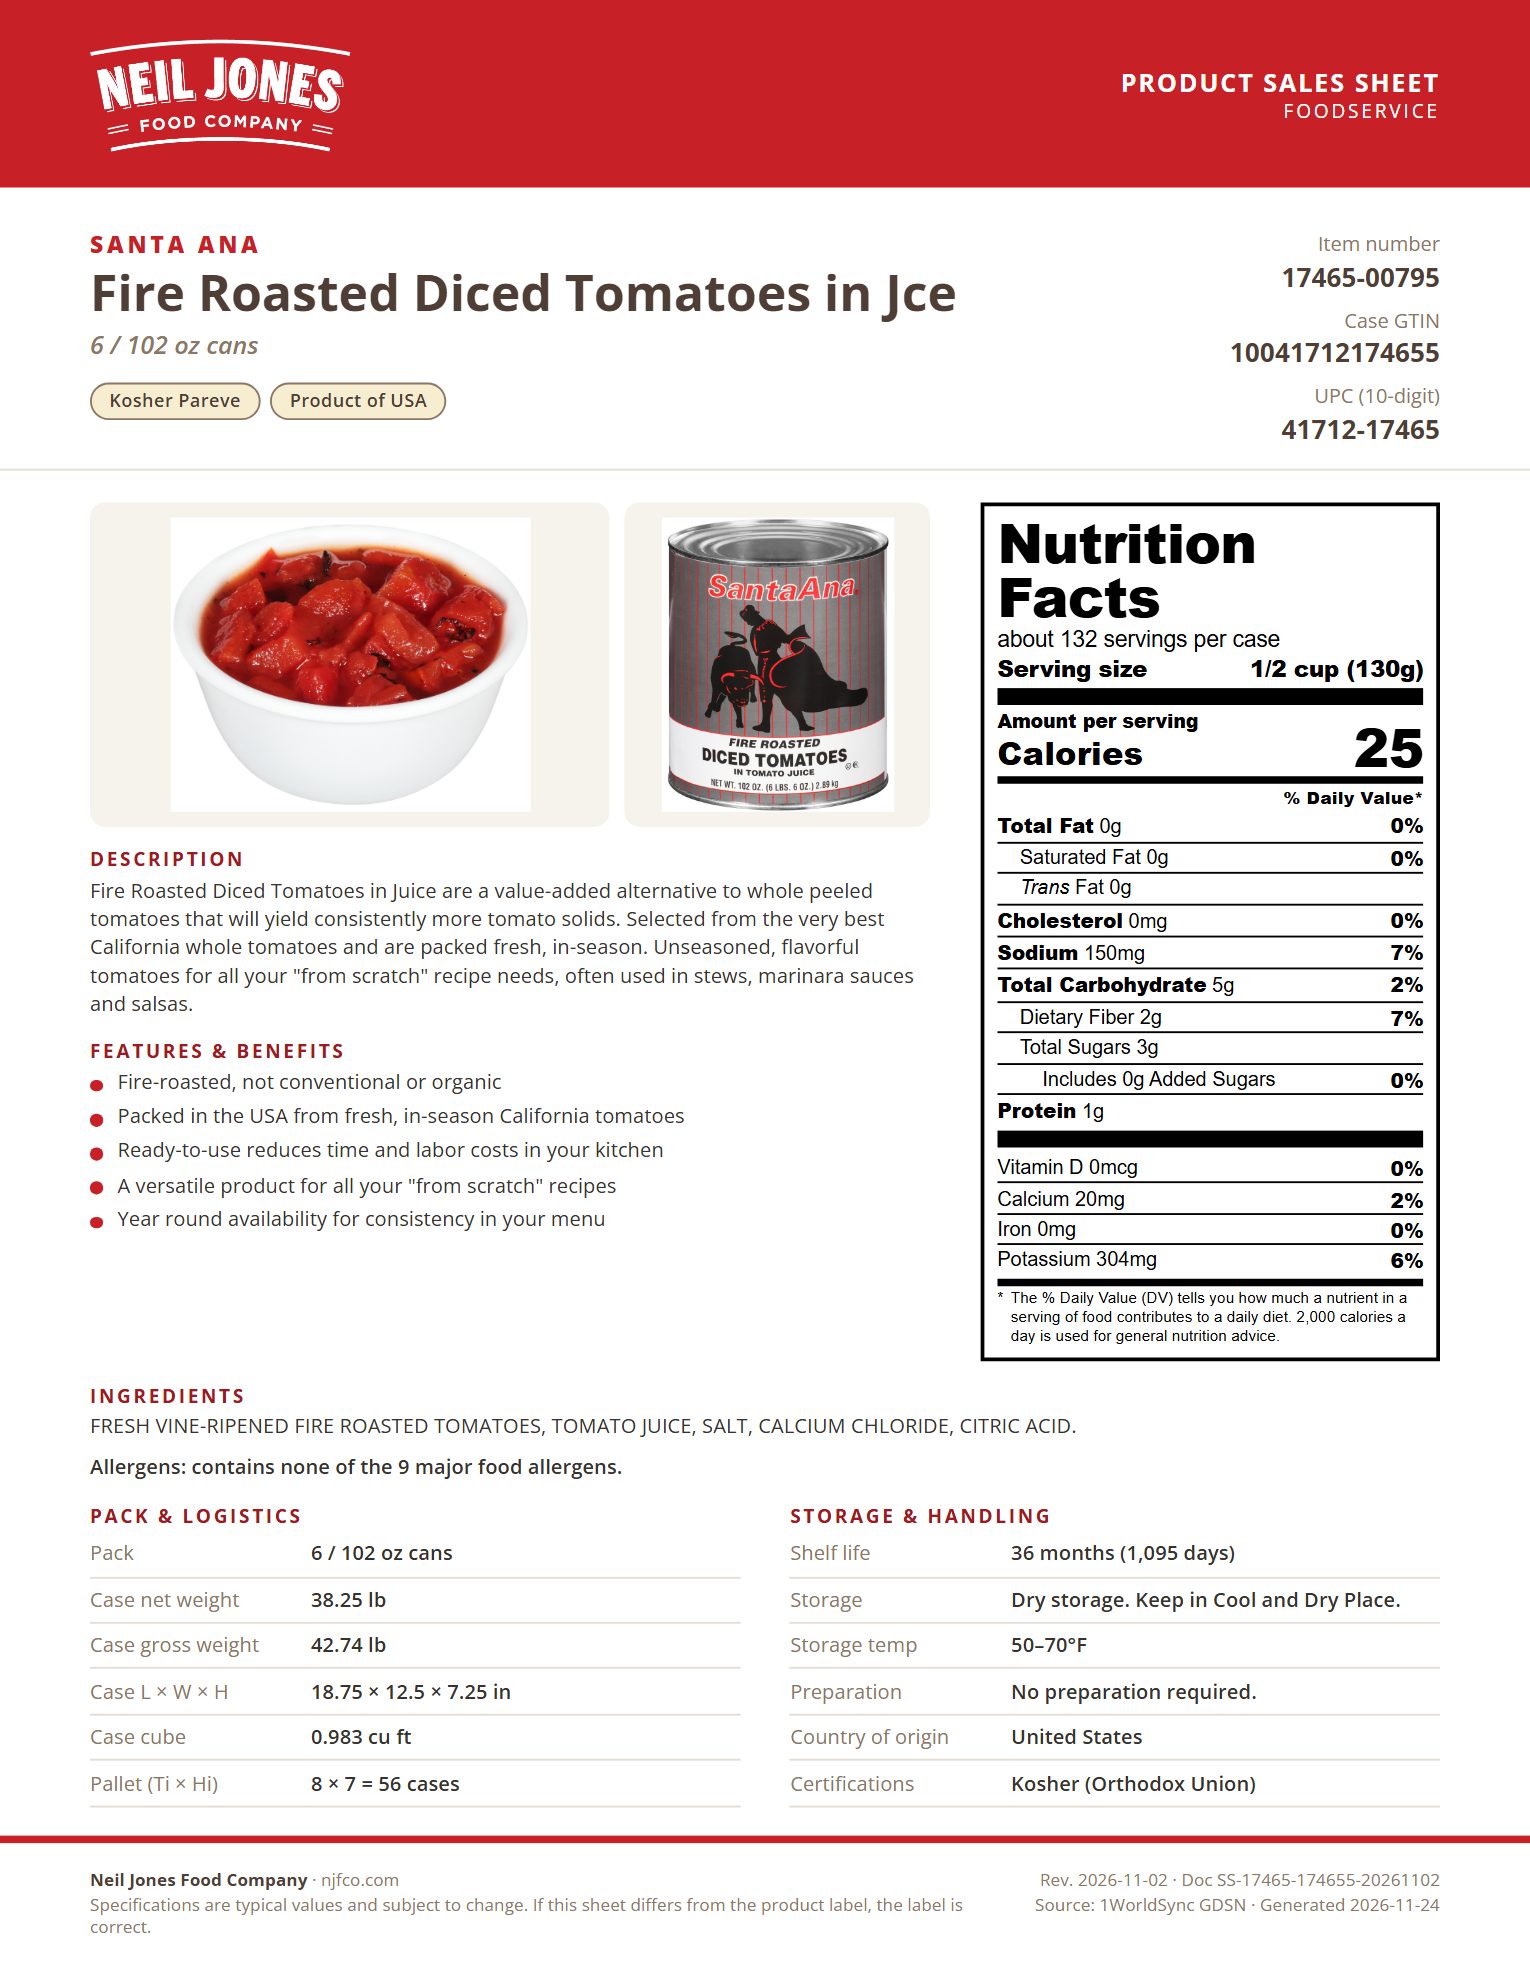 NEIL JONES
FOOD COMPANY
PRODUCT SALES SHEET
FOODSERVICE
SANTA ANA
Fire Roasted Diced Tomatoes in Jce
6 / 102 oz cans
Kosher Pareve
Product of USA
Item number
17465-00795
Case GTIN
10041712174655
UPC (10-digit)
41712-17465
SantaAna
FIRE ROASTED
DICED TOMATOES
IN TOMATO JUICE
NET WT. 102 OZ. (6 LBS. 6 OZ.) 2.89 kg
DESCRIPTION
Fire Roasted Diced Tomatoes in Juice are a value-added alternative to whole peeled
tomatoes that will yield consistently more tomato solids. Selected from the very best
California whole tomatoes and are packed fresh, in-season. Unseasoned, flavorful
tomatoes for all your "from scratch" recipe needs, often used in stews, marinara sauces
and salsas.
FEATURES & BENEFITS
Fire-roasted, not conventional or organic
Packed in the USA from fresh, in-season California tomatoes
Ready-to-use reduces time and labor costs in your kitchen
A versatile product for all your "from scratch" recipes
Year round availability for consistency in your menu
Nutrition
Facts
about 132 servings per case
Serving size 1/2 cup (130g)
Amount per serving
Calories 25
% Daily Value*
Total Fat 0g 0%
Saturated Fat 0g 0%
Trans Fat 0g
Cholesterol 0mg 0%
Sodium 150mg 7%
Total Carbohydrate 5g 2%
Dietary Fiber 2g 7%
Total Sugars 3g
Includes 0g Added Sugars 0%
Protein 1g
Vitamin D 0mcg 0%
Calcium 20mg 2%
Iron 0mg 0%
Potassium 304mg 6%
* The % Daily Value (DV) tells you how much a nutrient in a
serving of food contributes to a daily diet. 2,000 calories a
day is used for general nutrition advice.
INGREDIENTS
FRESH VINE-RIPENED FIRE ROASTED TOMATOES, TOMATO JUICE, SALT, CALCIUM CHLORIDE, CITRIC ACID.
Allergens: contains none of the 9 major food allergens.
PACK & LOGISTICS
Pack 6 / 102 oz cans
Case net weight 38.25 lb
Case gross weight 42.74 lb
Case L × W × H 18.75 × 12.5 × 7.25 in
Case cube 0.983 cu ft
Pallet (Ti × Hi) 8 × 7 = 56 cases
STORAGE & HANDLING
Shelf life 36 months (1,095 days)
Storage Dry storage. Keep in Cool and Dry Place.
Storage temp 50–70°F
Preparation No preparation required.
Country of origin United States
Certifications Kosher (Orthodox Union)
Neil Jones Food Company · njfco.com
Specifications are typical values and subject to change. If this sheet differs from the product label, the label is
correct.
Rev. 2026-11-02 · Doc SS-17465-174655-20261102
Source: 1WorldSync GDSN · Generated 2026-11-24